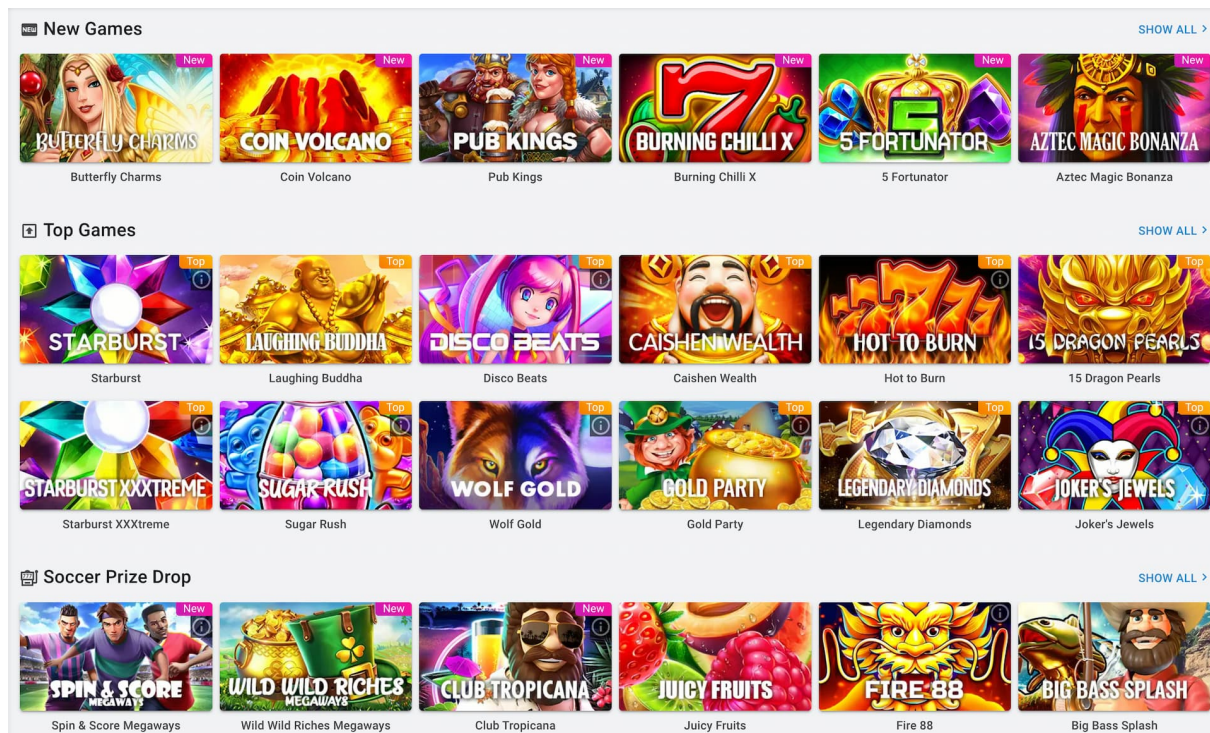 NEW New Games SHOW ALL >
New New New New New New
BUTTERFLY CHARMS COIN VOLCANO PUB KINGS BURNING CHILLI X 5 FORTUNATOR AZTEC MAGIC BONANZA
Butterfly Charms Coin Volcano Pub Kings Burning Chilli X 5 Fortunator Aztec Magic Bonanza
Top Games SHOW ALL >
Top Top Top Top Top Top
STARBURST LAUGHING BUDDHA DISCO BEATS CAISHEN WEALTH HOT TO BURN 15 DRAGON PEARLS
Starburst Laughing Buddha Disco Beats Caishen Wealth Hot to Burn 15 Dragon Pearls
Top Top Top Top Top Top
STARBURST XXXTREME SUGAR RUSH WOLF GOLD GOLD PARTY LEGENDARY DIAMONDS JOKER'S JEWELS
Starburst XXXtreme Sugar Rush Wolf Gold Gold Party Legendary Diamonds Joker's Jewels
Soccer Prize Drop SHOW ALL >
New New New
SPIN & SCORE WILD WILD RICHES CLUB TROPICANA JUICY FRUITS FIRE 88 BIG BASS SPLASH
MEGAWAYS MEGAWAYS
Spin & Score Megaways Wild Wild Riches Megaways Club Tropicana Juicy Fruits Fire 88 Big Bass Splash